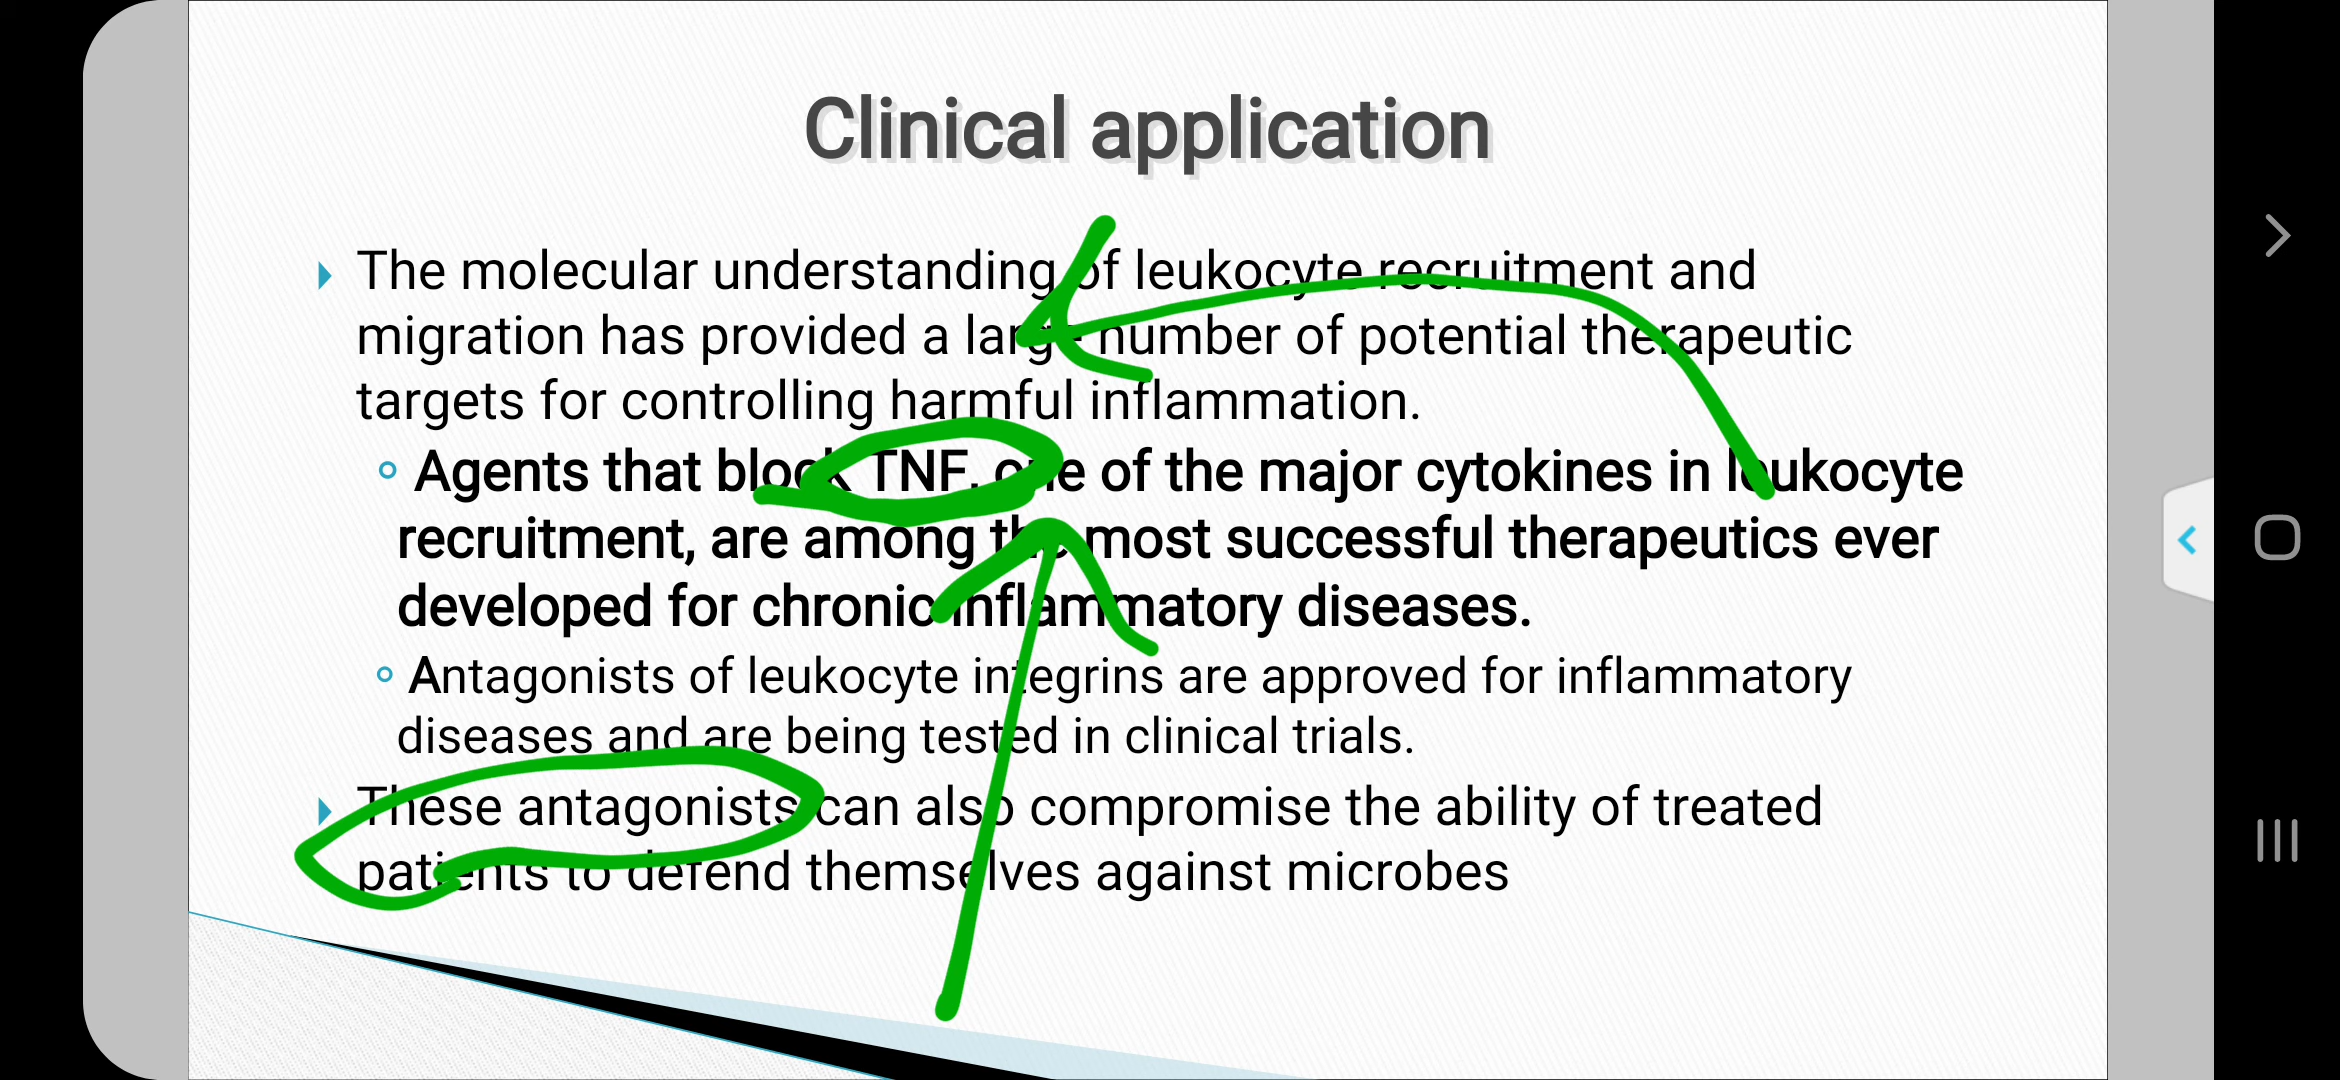 Clinical application
The molecular understanding of leukocyte recruitment and
migration has provided a large number of potential therapeutic
targets for controlling harmful inflammation.
Agents that block TNF, one of the major cytokines in leukocyte
recruitment, are among the most successful therapeutics ever
developed for chronic inflammatory diseases.
Antagonists of leukocyte integrins are approved for inflammatory
diseases and are being tested in clinical trials.
These antagonists can also compromise the ability of treated
patients to defend themselves against microbes